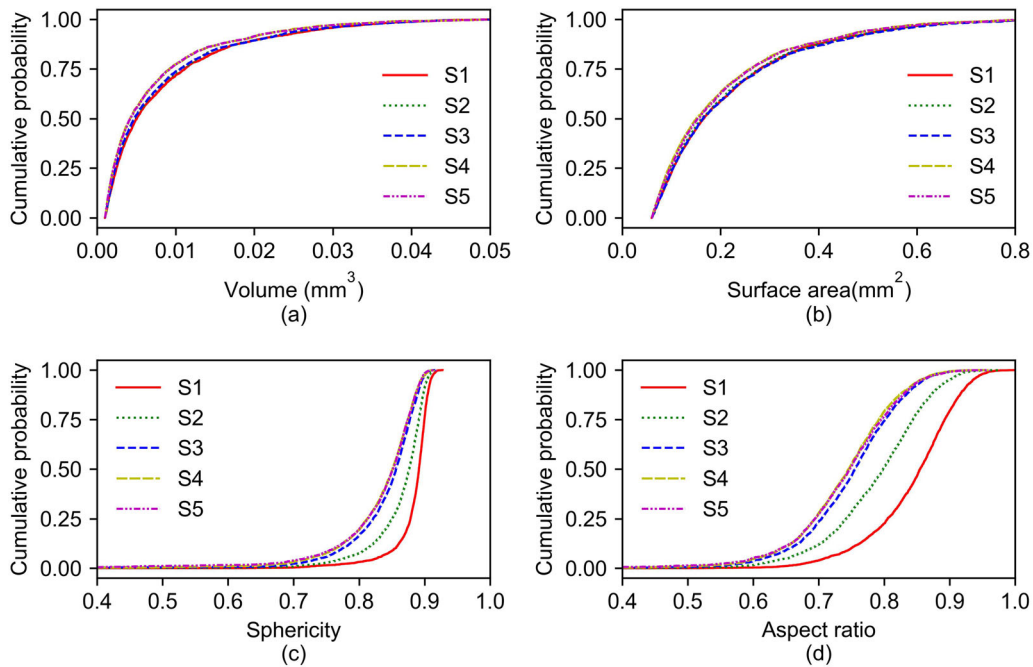 Cumulative probability
1.00
0.75
0.50
0.25
0.00
S1
S2
S3
S4
S5
0.00 0.01 0.02 0.03 0.04 0.05
Volume (mm³)
(a)
Cumulative probability
1.00
0.75
0.50
0.25
0.00
S1
S2
S3
S4
S5
0.0 0.2 0.4 0.6 0.8
Surface area(mm²)
(b)
Cumulative probability
1.00
0.75
0.50
0.25
0.00
S1
S2
S3
S4
S5
0.4 0.5 0.6 0.7 0.8 0.9 1.0
Sphericity
(c)
Cumulative probability
1.00
0.75
0.50
0.25
0.00
S1
S2
S3
S4
S5
0.4 0.5 0.6 0.7 0.8 0.9 1.0
Aspect ratio
(d)